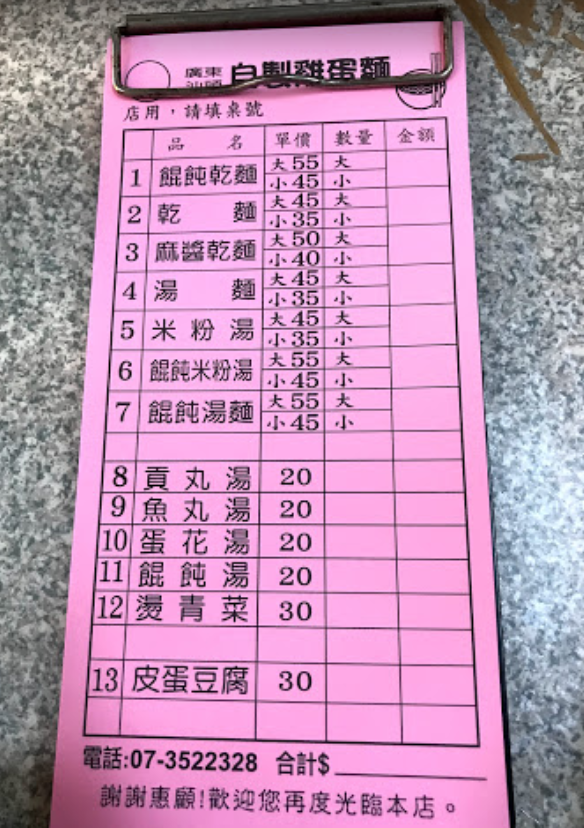 廣東
汕頭
自製雞蛋麵
店用，請填桌號
品 名 單價 數量 金額
1 餛飩乾麵 大55 大
小45 小
2 乾 麵 大45 大
小35 小
3 麻醬乾麵 大50 大
小40 小
4 湯 麵 大45 大
小35 小
5 米粉湯 大45 大
小35 小
6 餛飩米粉湯 大55 大
小45 小
7 餛飩湯麵 大55 大
小45 小
8 貢丸湯 20
9 魚丸湯 20
10 蛋花湯 20
11 餛飩湯 20
12 燙青菜 30
13 皮蛋豆腐 30
電話:07-3522328 合計$
謝謝惠顧!歡迎您再度光臨本店。